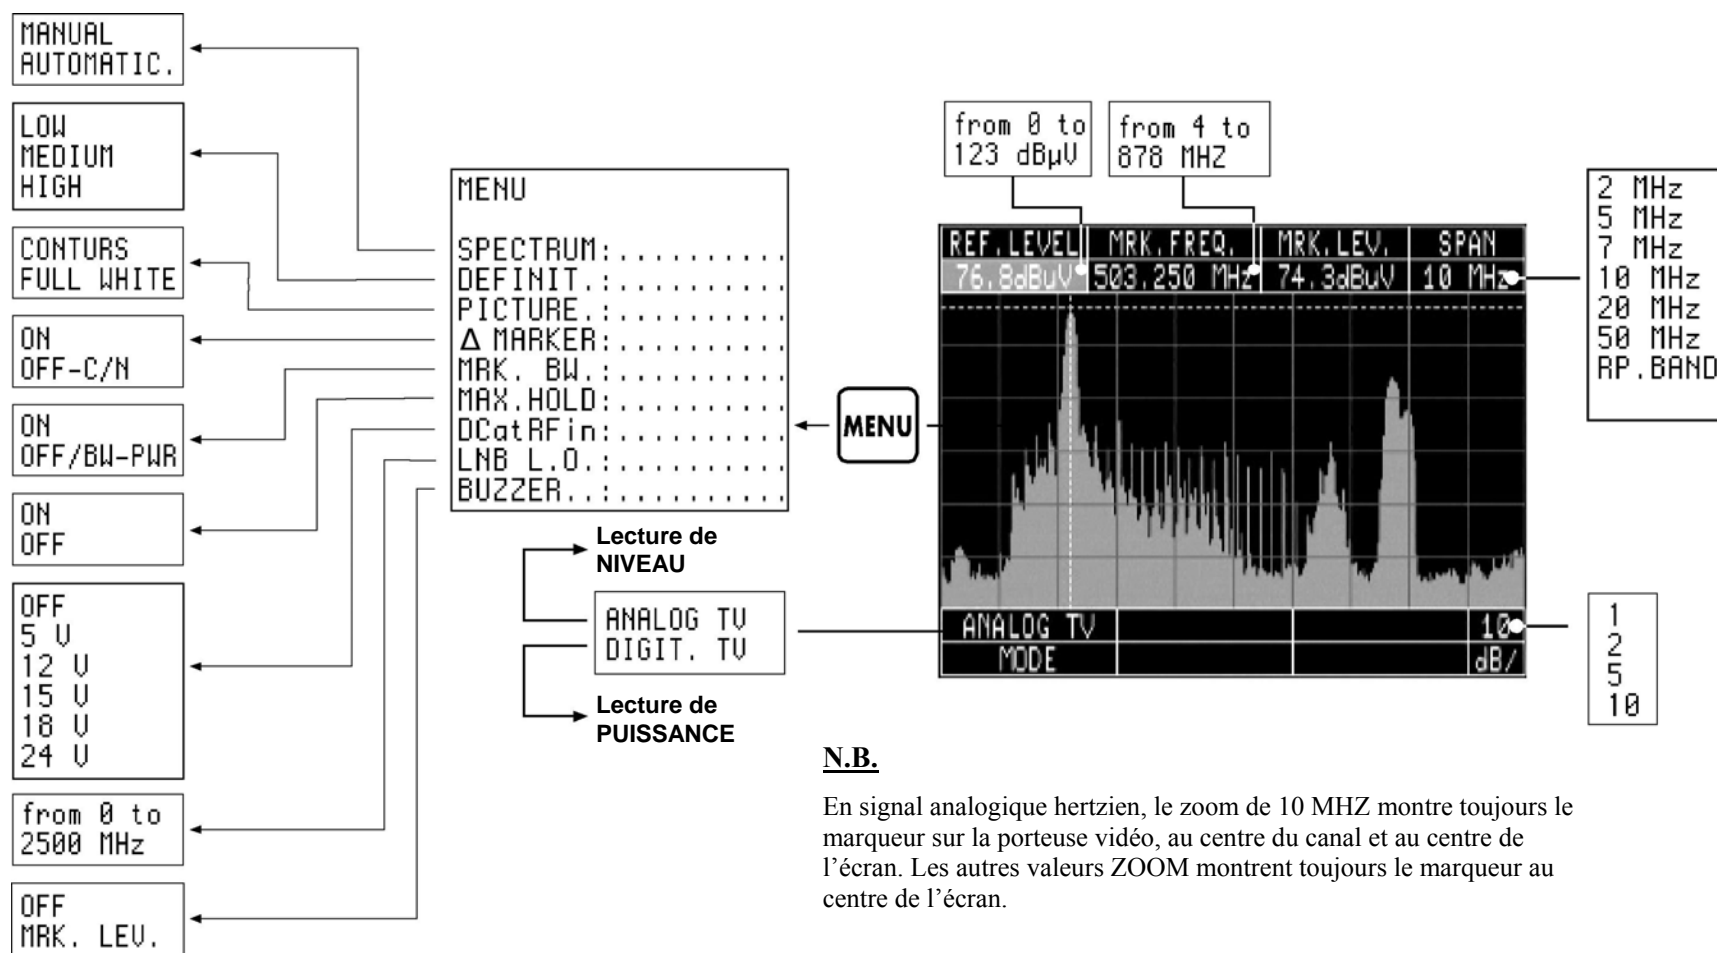 MANUAL
AUTOMATIC.
LOW
MEDIUM
HIGH
CONTURS
FULL WHITE
ON
OFF-C/N
ON
OFF/BW-PWR
ON
OFF
OFF
5 V
12 V
15 V
18 V
24 V
from 0 to
2500 MHz
OFF
MRK. LEV.
MENU
SPECTRUM:..........
DEFINIT.:..........
PICTURE.:..........
Δ MARKER:..........
MRK. BW.:..........
MAX.HOLD:..........
DCatRFin:..........
LNB L.O.:..........
BUZZER..:..........
Lecture de
NIVEAU
ANALOG TV
DIGIT. TV
Lecture de
PUISSANCE
MENU
from 0 to
123 dBµV
from 4 to
878 MHZ
REF.LEVEL MRK.FREQ. MRK.LEV. SPAN
76.8dBuV 503.250 MHz 74.3dBuV 10 MHz
ANALOG TV 10
MODE dB/
2 MHz
5 MHz
7 MHz
10 MHz
20 MHz
50 MHz
RP.BAND
1
2
5
10
N.B.
En signal analogique hertzien, le zoom de 10 MHZ montre toujours le
marqueur sur la porteuse vidéo, au centre du canal et au centre de
l’écran. Les autres valeurs ZOOM montrent toujours le marqueur au
centre de l’écran.